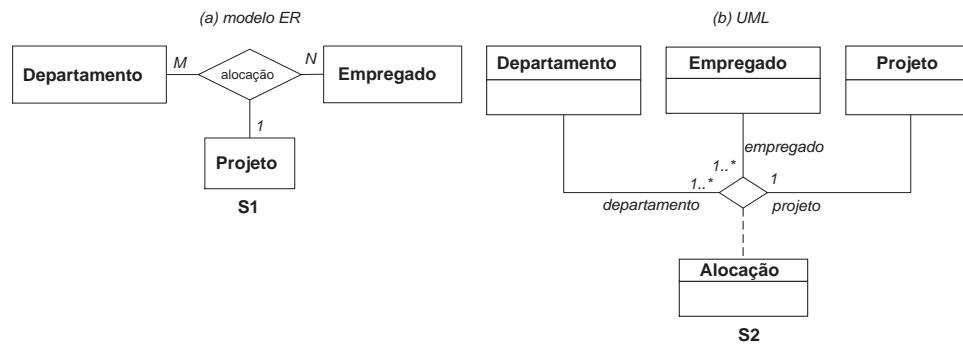 (a) modelo ER
Departamento
M
alocação
N
Empregado
1
Projeto
S1
(b) UML
Departamento
Empregado
Projeto
empregado
1..*
1..*
1
departamento
projeto
Alocação
S2